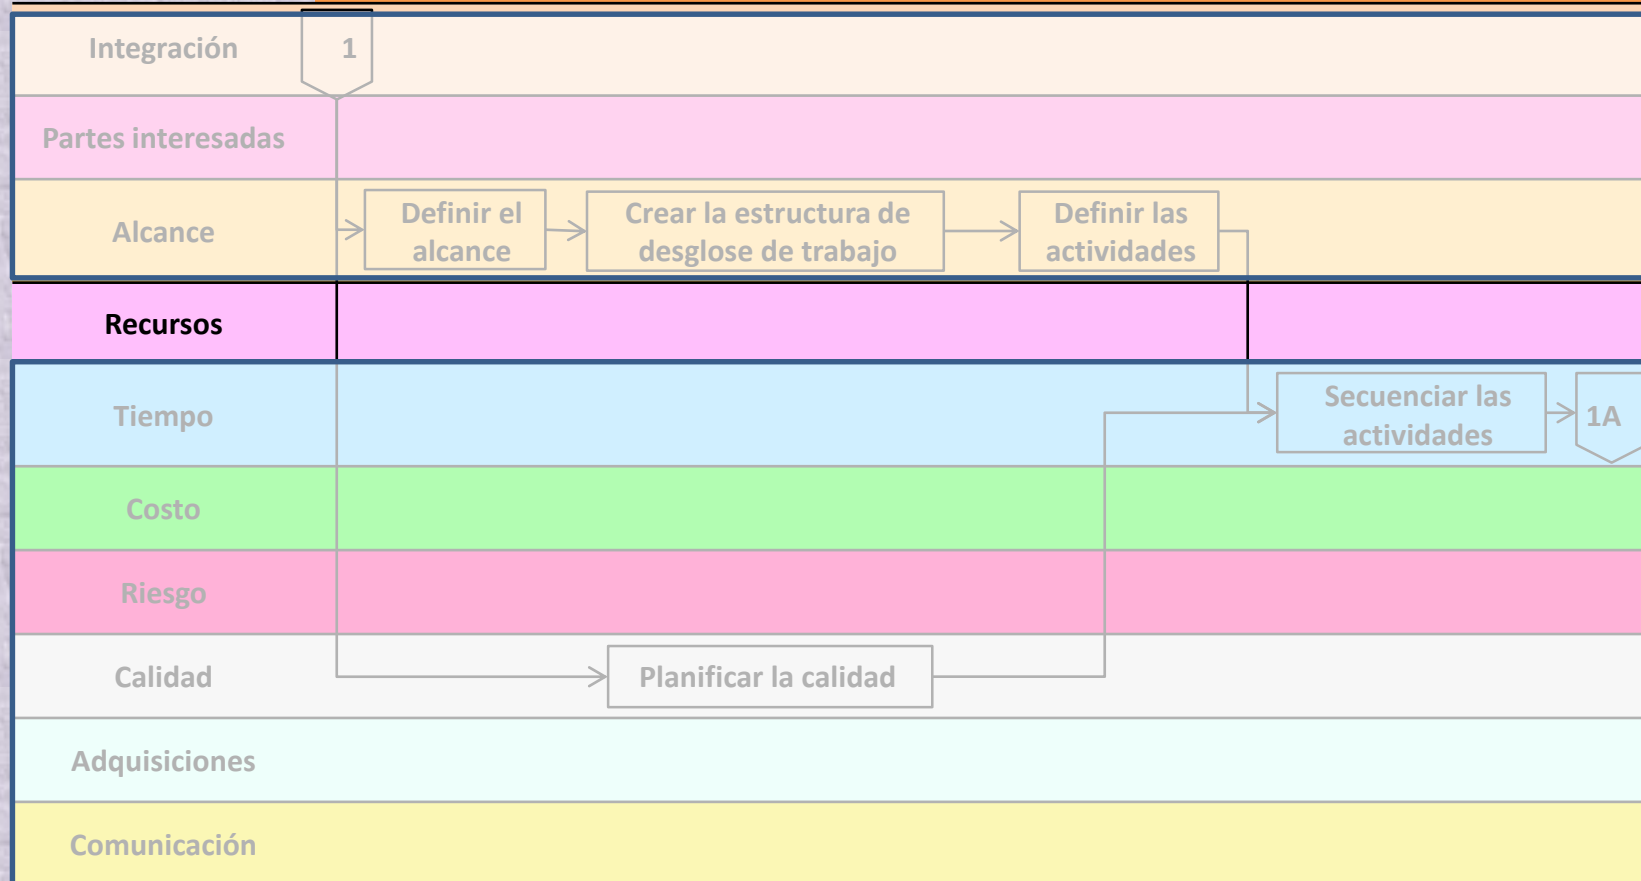 Integración
1
Partes interesadas
Alcance
Definir el
alcance
Crear la estructura de
desglose de trabajo
Definir las
actividades
Recursos
Tiempo
Secuenciar las
actividades
1A
Costo
Riesgo
Calidad
Planificar la calidad
Adquisiciones
Comunicación